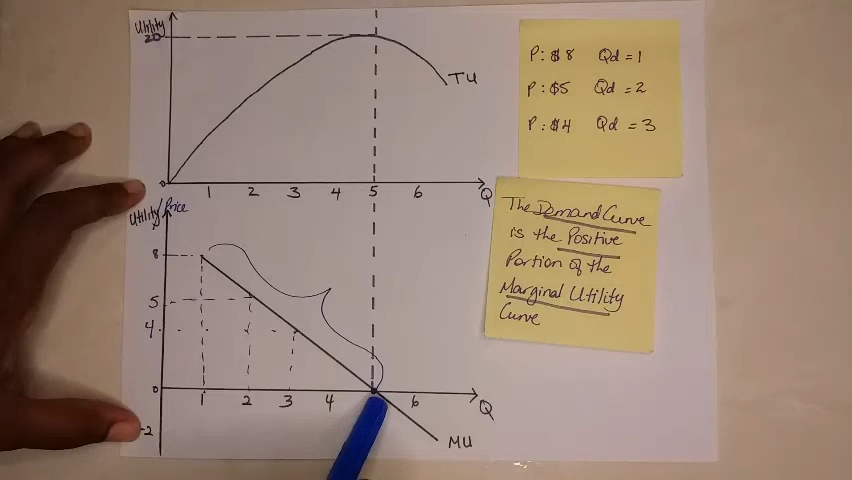 Utility
20
TU
0
1 2 3 4 5 6 Q
Utility/Price
8
5
4
0
1 2 3 4 6 Q
-2
MU
P: $8 Qd = 1
P: $5 Qd = 2
P: $4 Qd = 3
The Demand Curve
is the Positive
Portion of the
Marginal Utility
Curve